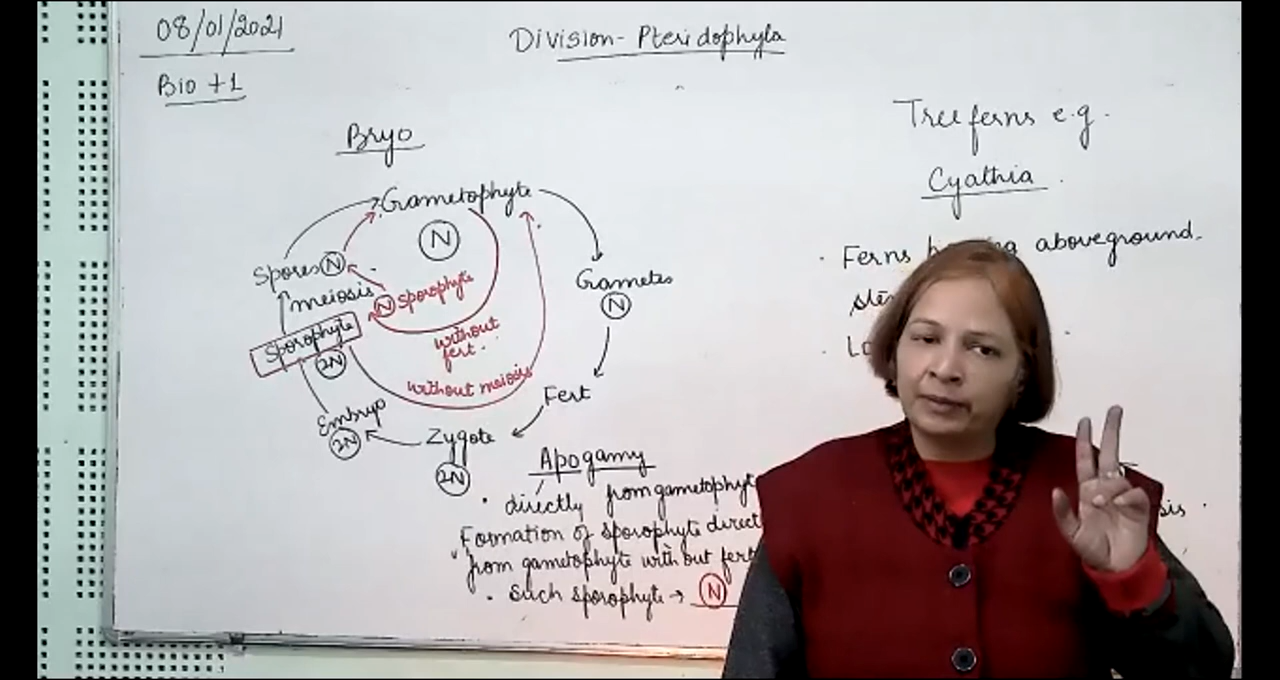 08/01/2021
Bio +1
Division- Pteridophyta
Bryo
Gametophyte
N
Gametes
N
Fert
Zygote
2N
Embryo
2N
Sporophyte
2N
meiosis
Spores N
N Sporophyte
without
fert.
without meiosis
Apogamy
• directly from gametophyt
Formation of sporophyte direct
from gametophyte without fert
• Such sporophyte → N
Tree ferns e.g.
Cyathia.
• Ferns aboveground